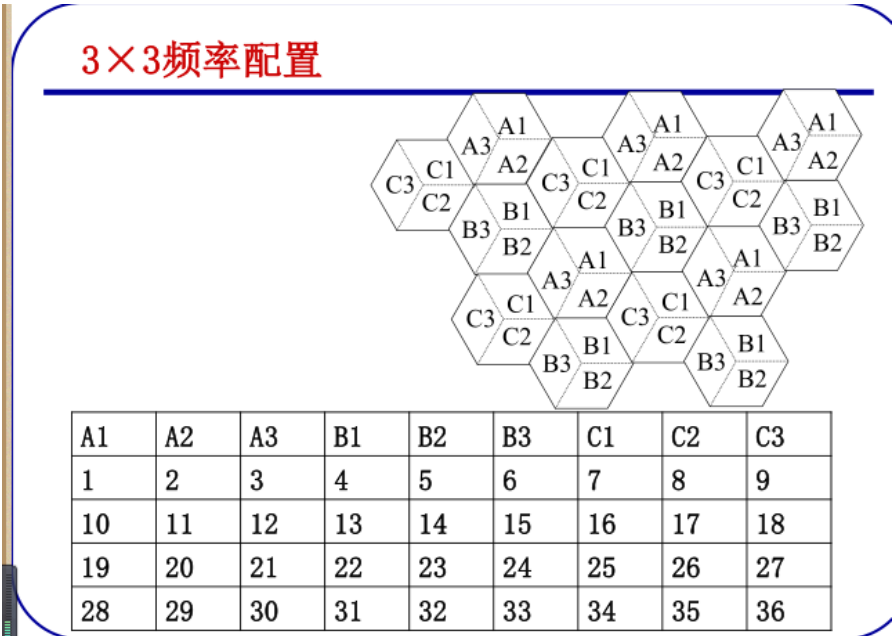 3×3频率配置
A1 A1 A1
A3 A3 A3
C1 A2 C1 A2 C1 A2
C3 C3 C3
C2 B1 C2 B1 C2 B1
B3 B3 B3
B2 B2 B2
A1 A1
A3 A3
C1 A2 C1 A2
C3 C3
C2 C2
B1 B1
B3 B3
B2 B2
A1 A2 A3 B1 B2 B3 C1 C2 C3
1 2 3 4 5 6 7 8 9
10 11 12 13 14 15 16 17 18
19 20 21 22 23 24 25 26 27
28 29 30 31 32 33 34 35 36